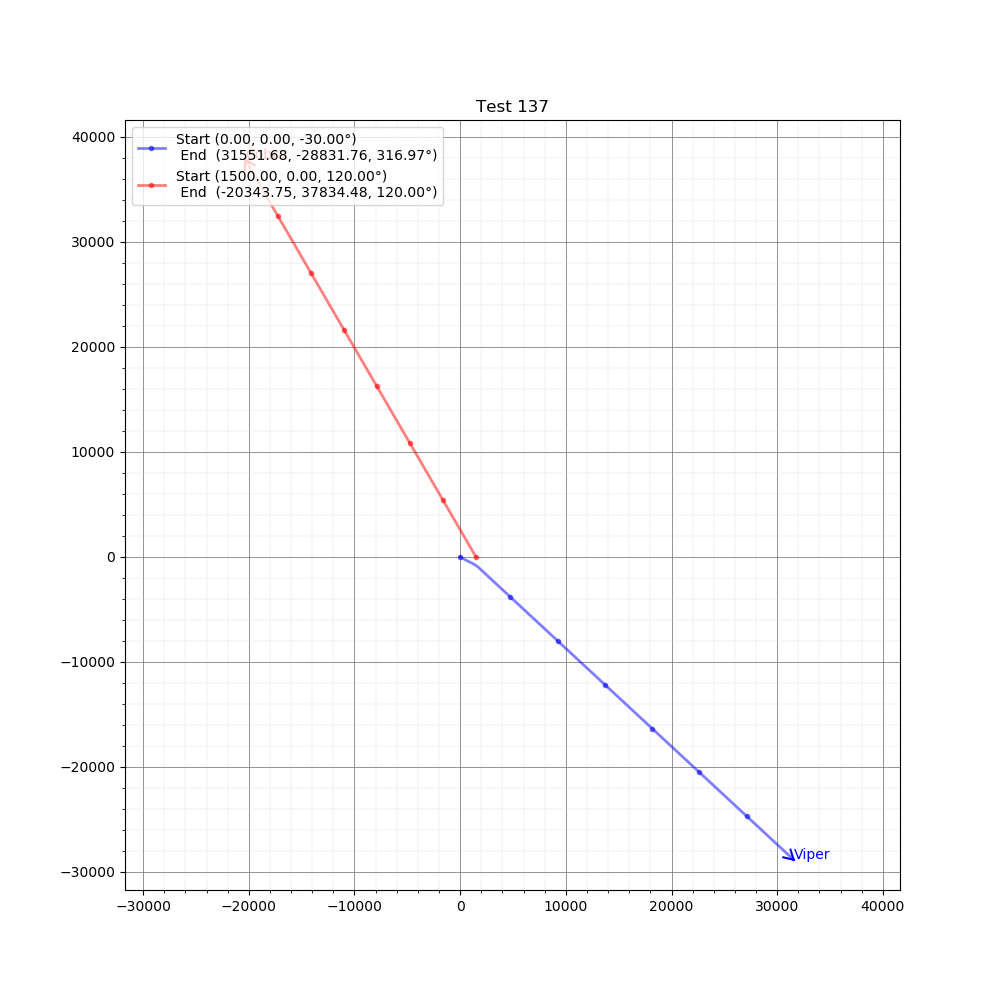 Test 137
Start (0.00, 0.00, -30.00°)
End (31551.68, -28831.76, 316.97°)
Start (1500.00, 0.00, 120.00°)
End (-20343.75, 37834.48, 120.00°)
40000
30000
20000
10000
0
−10000
−20000
−30000
Viper
−30000 −20000 −10000 0 10000 20000 30000 40000